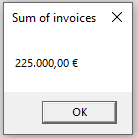 Sum of invoices
225.000,00 €
OK